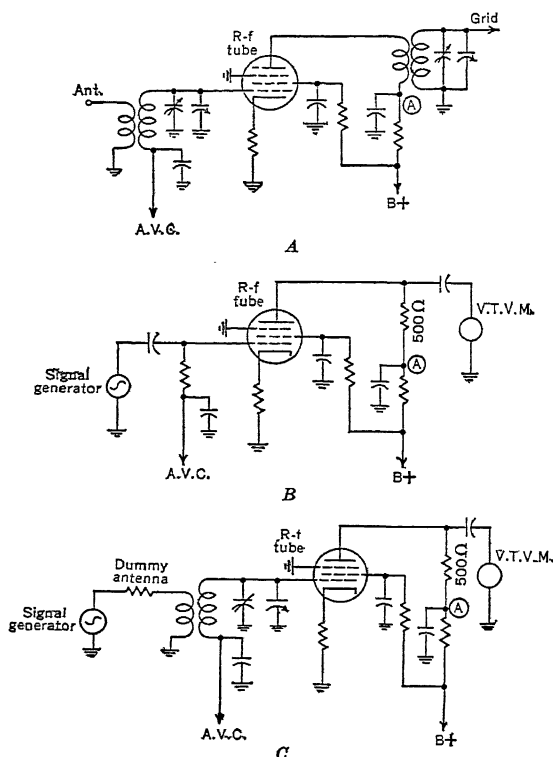 Grid
R-f
tube
Ant.
A
A.V.C.
B+
A
R-f
tube
V.T.V.M.
500Ω
Signal
generator
A
A.V.C.
B+
B
R-f
tube
Dummy
antenna
V.T.V.M.
500Ω
Signal
generator
A
A.V.C.
B+
C